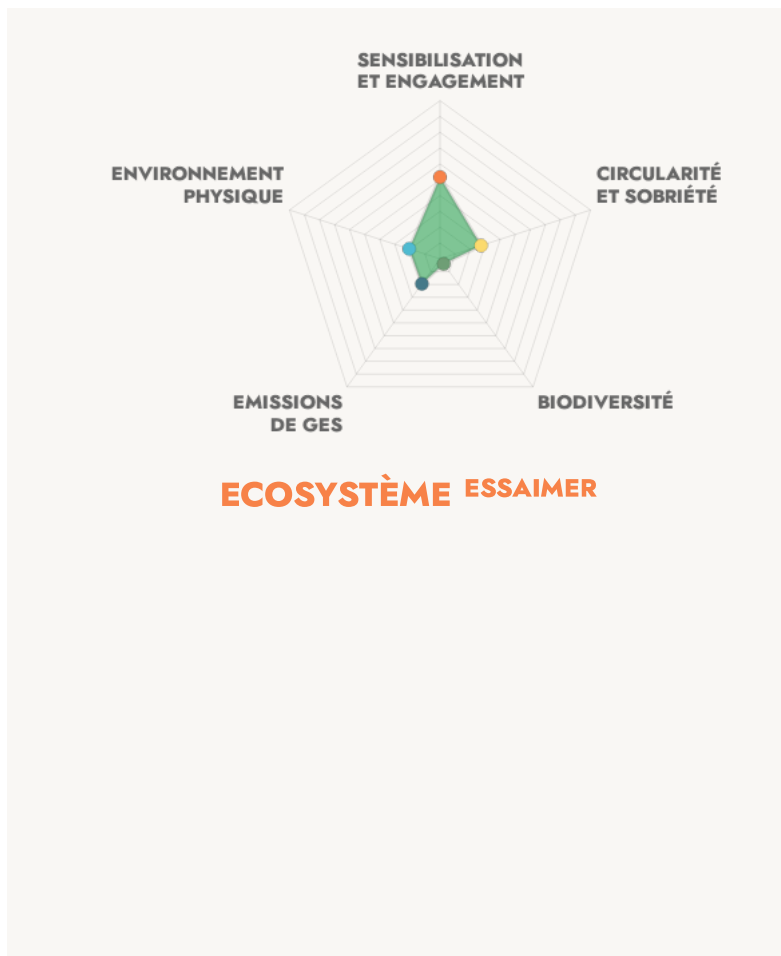 SENSIBILISATION
ET ENGAGEMENT
ENVIRONNEMENT
PHYSIQUE
CIRCULARITÉ
ET SOBRIÉTÉ
EMISSIONS
DE GES
BIODIVERSITÉ
ECOSYSTÈME ESSAIMER